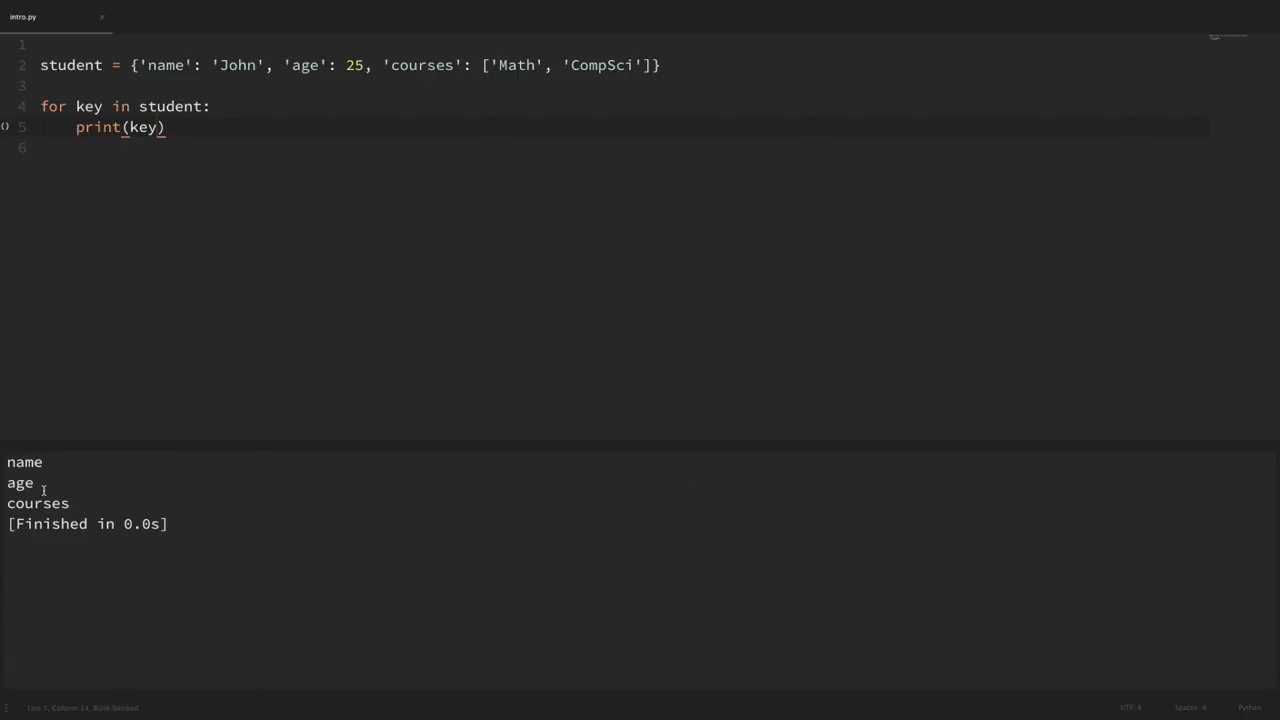 intro.py ×
1
2 student = {'name': 'John', 'age': 25, 'courses': ['Math', 'CompSci']}
3
4 for key in student:
5     print(key)
6
name
age
courses
[Finished in 0.0s]
Line 5, Column 14, Build finished UTF-8 Spaces: 4 Python